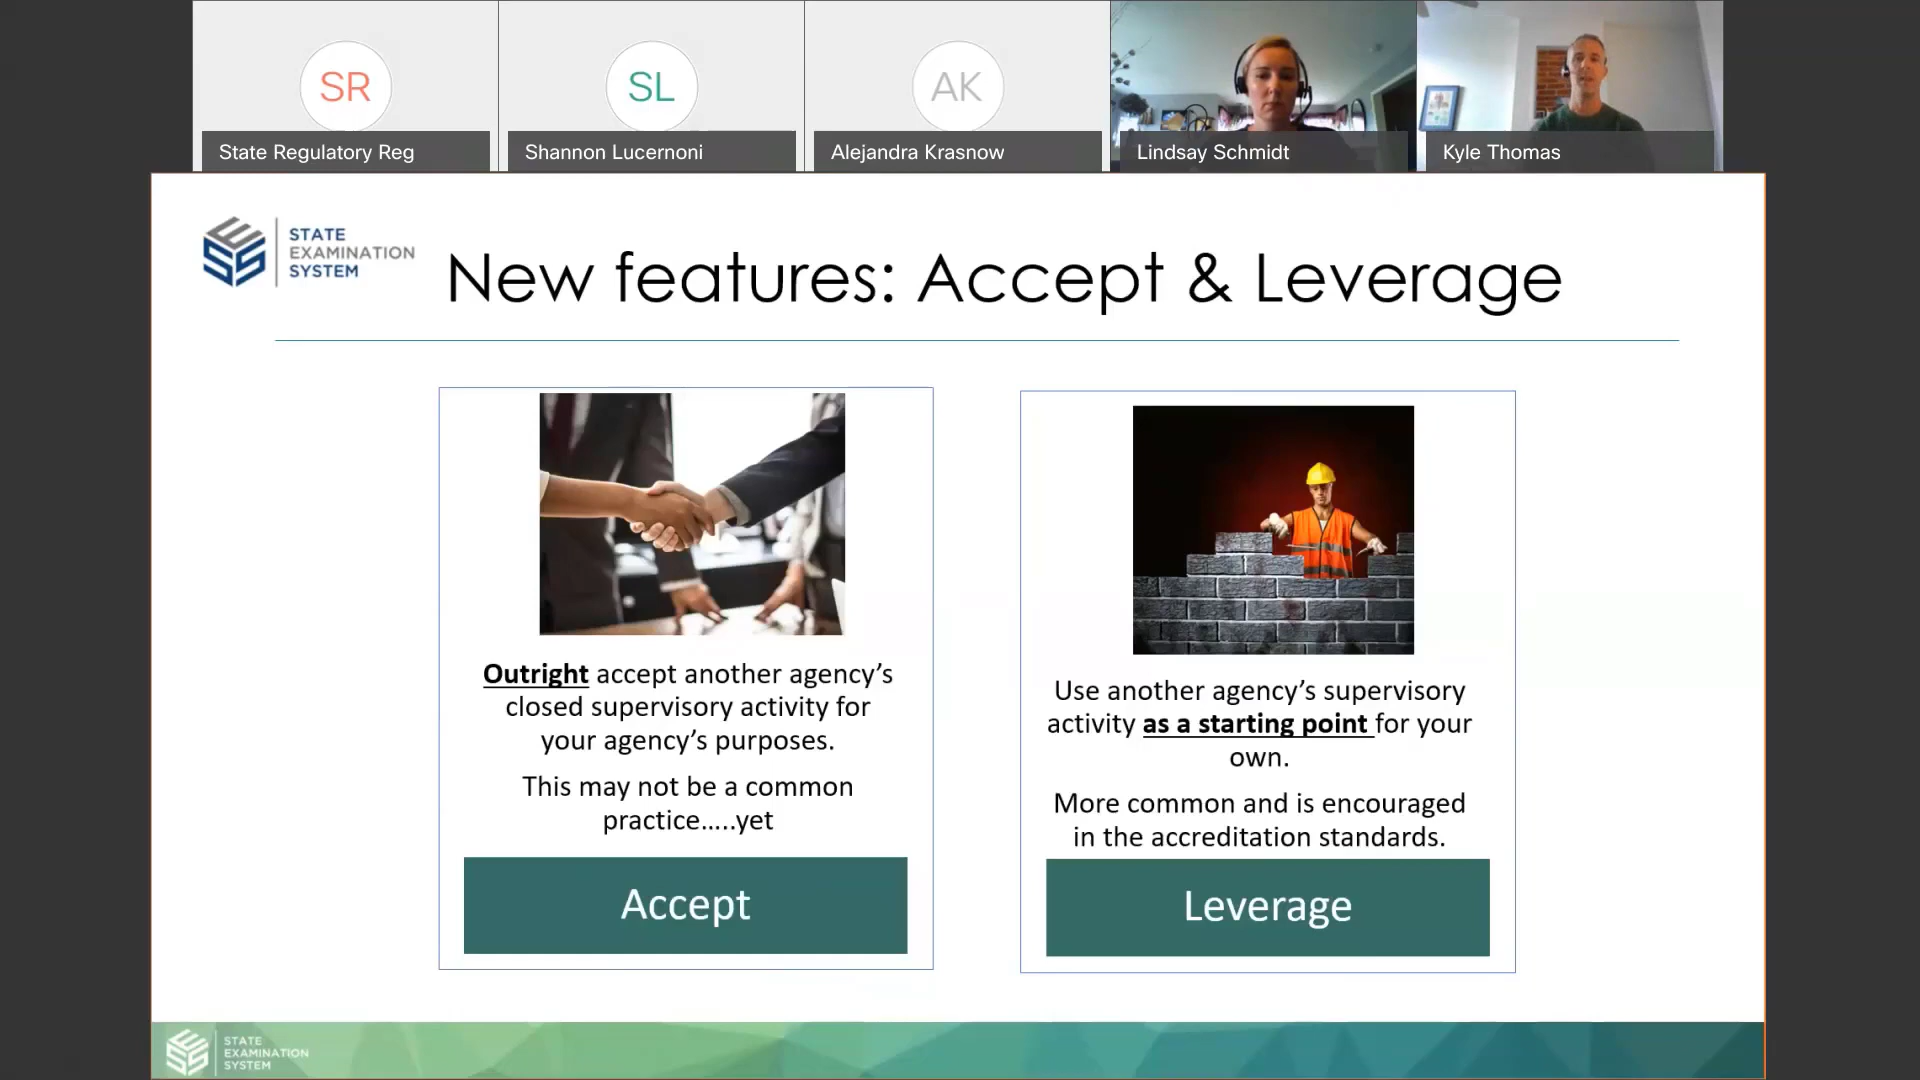 SR
SL
AK
State Regulatory Reg
Shannon Lucernoni
Alejandra Krasnow
Lindsay Schmidt
Kyle Thomas
STATE
EXAMINATION
SYSTEM
New features: Accept & Leverage
Outright accept another agency’s
closed supervisory activity for
your agency’s purposes.
This may not be a common
practice…..yet
Accept
Use another agency’s supervisory
activity as a starting point for your
own.
More common and is encouraged
in the accreditation standards.
Leverage
STATE
EXAMINATION
SYSTEM